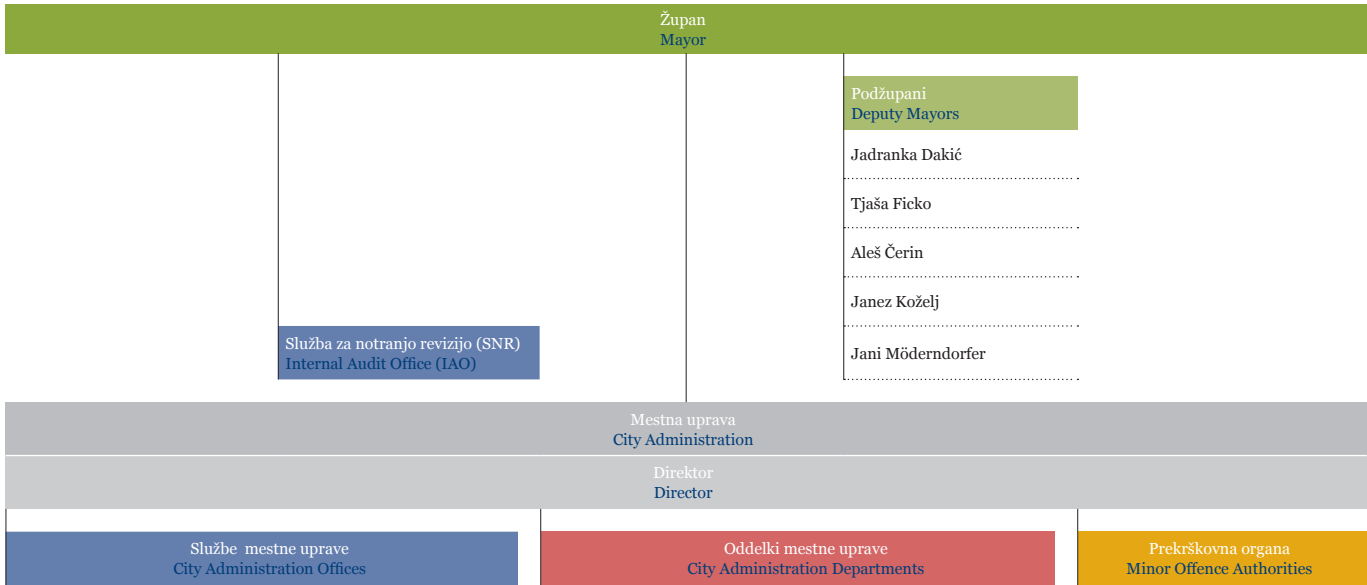 Župan
Mayor
Podžupani
Deputy Mayors
Jadranka Dakić
Tjaša Ficko
Aleš Čerin
Janez Koželj
Jani Möderndorfer
Služba za notranjo revizijo (SNR)
Internal Audit Office (IAO)
Mestna uprava
City Administration
Direktor
Director
Službe mestne uprave
City Administration Offices
Oddelki mestne uprave
City Administration Departments
Prekrškovna organa
Minor Offence Authorities